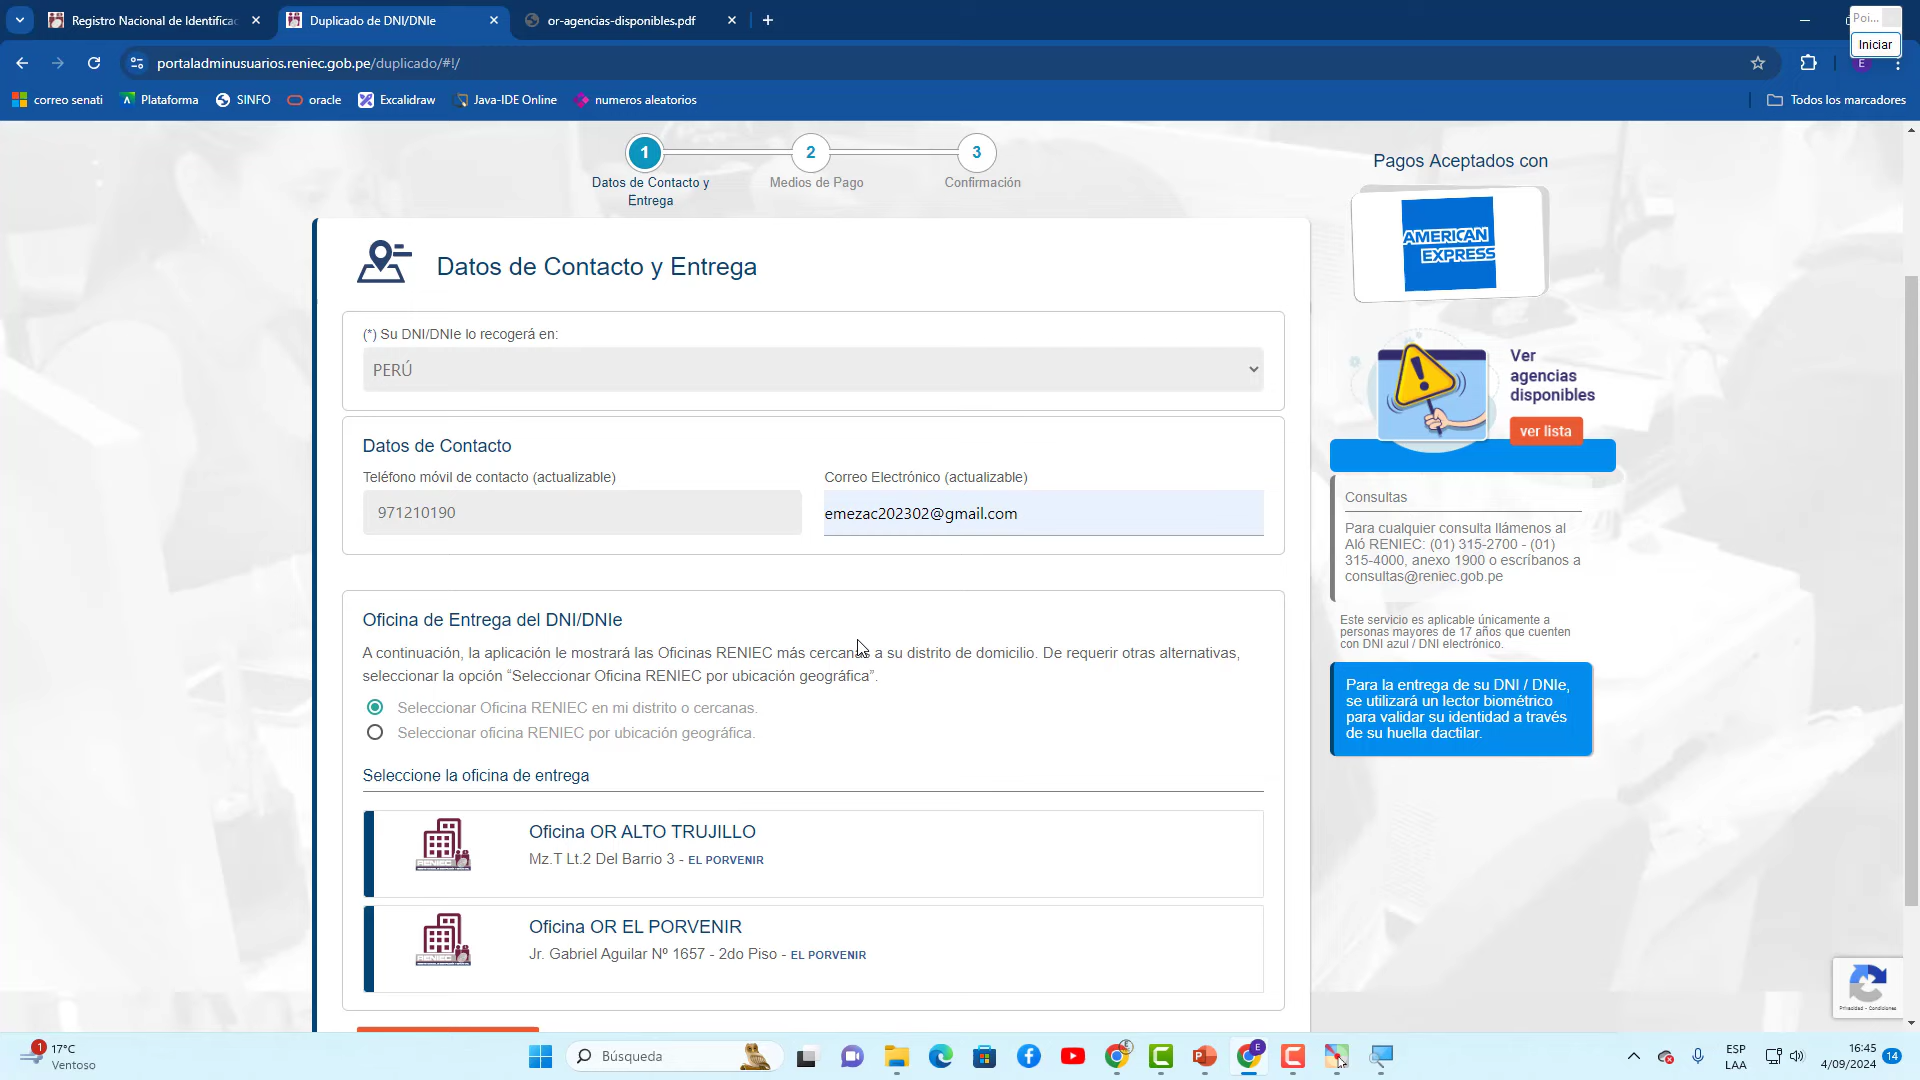 Registro Nacional de Identificac
Duplicado de DNI/DNIe
or-agencias-disponibles.pdf
Poi...
Iniciar
portaladminusuarios.reniec.gob.pe/duplicado/#!/
E
correo senati
Plataforma
SINFO
oracle
Excalidraw
Java-IDE Online
numeros aleatorios
Todos los marcadores
1
2
3
Datos de Contacto y
Entrega
Medios de Pago
Confirmación
Datos de Contacto y Entrega
(*) Su DNI/DNIe lo recogerá en:
PERÚ
Datos de Contacto
Teléfono móvil de contacto (actualizable)
Correo Electrónico (actualizable)
971210190
emezac202302@gmail.com
Oficina de Entrega del DNI/DNIe
A continuación, la aplicación le mostrará las Oficinas RENIEC más cercanas a su distrito de domicilio. De requerir otras alternativas,
seleccionar la opción “Seleccionar Oficina RENIEC por ubicación geográfica”.
Seleccionar Oficina RENIEC en mi distrito o cercanas.
Seleccionar oficina RENIEC por ubicación geográfica.
Seleccione la oficina de entrega
Oficina OR ALTO TRUJILLO
Mz.T Lt.2 Del Barrio 3 - EL PORVENIR
RENIEC
Oficina OR EL PORVENIR
Jr. Gabriel Aguilar Nº 1657 - 2do Piso - EL PORVENIR
RENIEC
Pagos Aceptados con
AMERICAN
EXPRESS
Ver
agencias
disponibles
ver lista
Consultas
Para cualquier consulta llámenos al
Aló RENIEC: (01) 315-2700 - (01)
315-4000, anexo 1900 o escríbanos a
consultas@reniec.gob.pe
Este servicio es aplicable únicamente a
personas mayores de 17 años que cuenten
con DNI azul / DNI electrónico.
Para la entrega de su DNI / DNIe,
se utilizará un lector biométrico
para validar su identidad a través
de su huella dactilar.
Privacidad - Condiciones
1
17°C
Ventoso
Búsqueda
E
ESP
LAA
16:45
4/09/2024
14